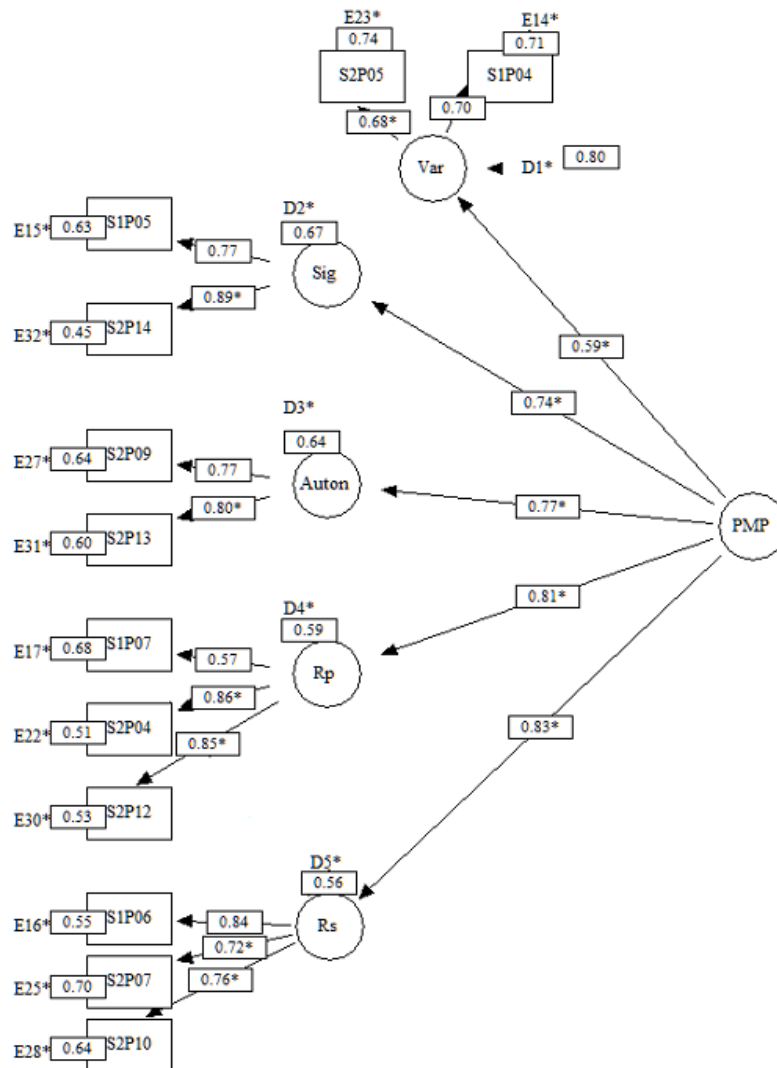 E23*
E14*
0.74
0.71
S2P05
S1P04
0.68*
0.70
Var
D1*
0.80
E15*
0.63
S1P05
0.77
D2*
0.67
Sig
E32*
0.45
S2P14
0.89*
0.59*
0.74*
D3*
0.64
E27*
0.64
S2P09
0.77
Auton
0.77*
PMP
E31*
0.60
S2P13
0.80*
D4*
0.59
0.81*
E17*
0.68
S1P07
0.57
Rp
E22*
0.51
S2P04
0.86*
0.85*
0.83*
E30*
0.53
S2P12
D5*
0.56
E16*
0.55
S1P06
0.84
Rs
0.72*
E25*
0.70
S2P07
0.76*
E28*
0.64
S2P10